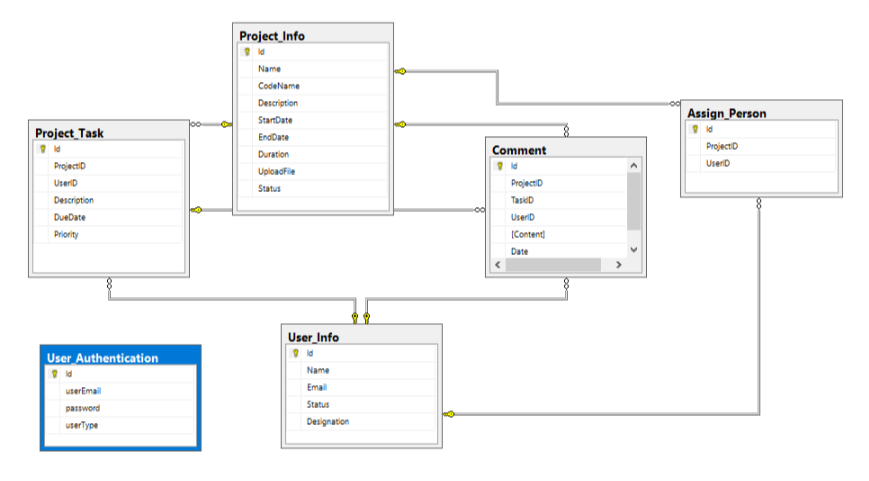 Project_Info
Id
Name
CodeName
Description
StartDate
EndDate
Duration
UploadFile
Status
Project_Task
Id
ProjectID
UserID
Description
DueDate
Priority
Comment
Id
ProjectID
TaskID
UserID
[Content]
Date
Assign_Person
Id
ProjectID
UserID
User_Info
Id
Name
Email
Status
Designation
User_Authentication
Id
userEmail
password
userType